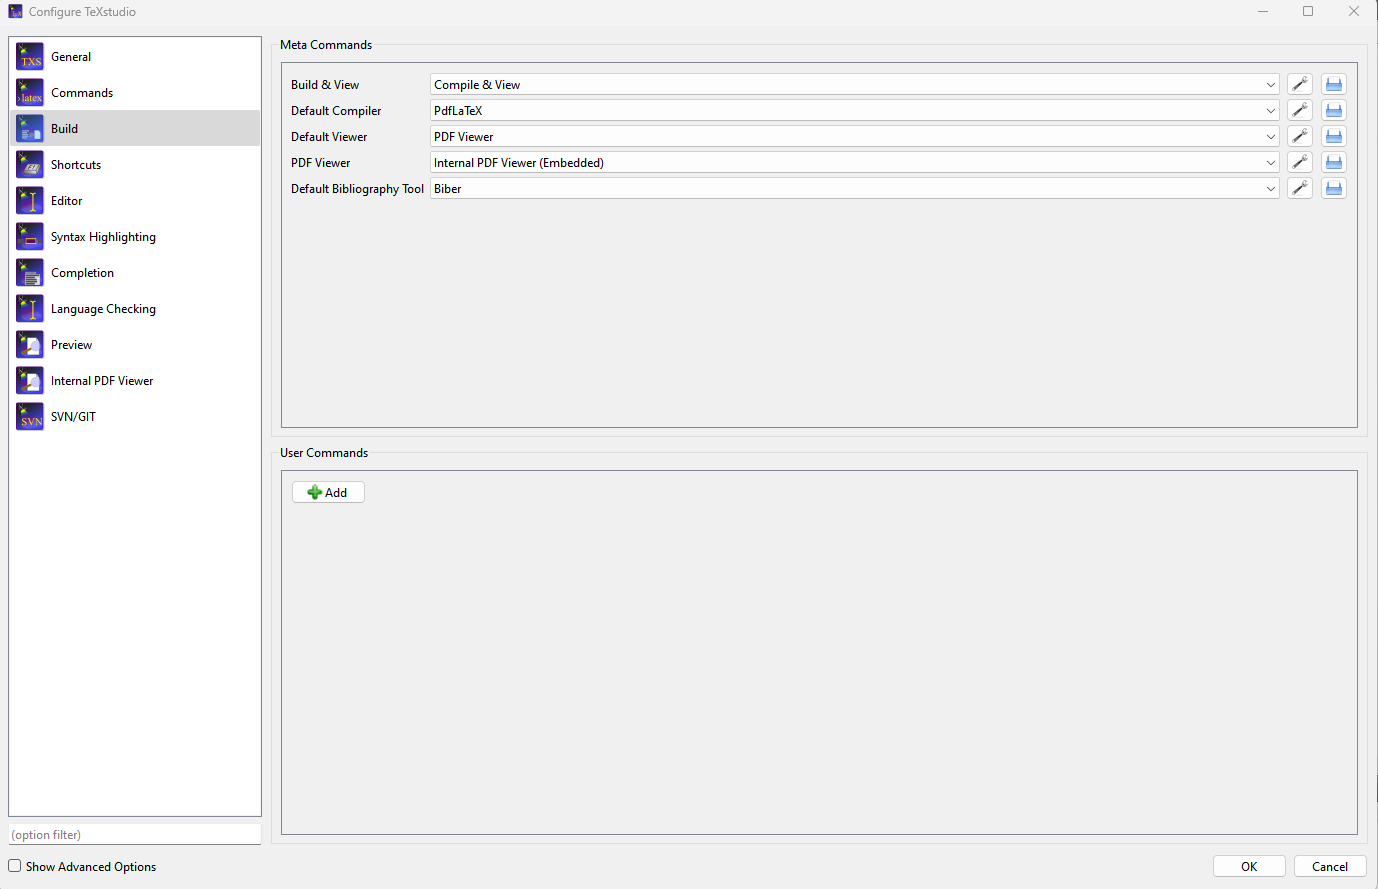 Configure TeXstudio
TXS General
›latex Commands
Build
Shortcuts
Editor
Syntax Highlighting
Completion
Language Checking
Preview
Internal PDF Viewer
SVN SVN/GIT
(option filter)
Show Advanced Options
Meta Commands
Build & View Compile & View
Default Compiler PdfLaTeX
Default Viewer PDF Viewer
PDF Viewer Internal PDF Viewer (Embedded)
Default Bibliography Tool Biber
User Commands
Add
OK Cancel